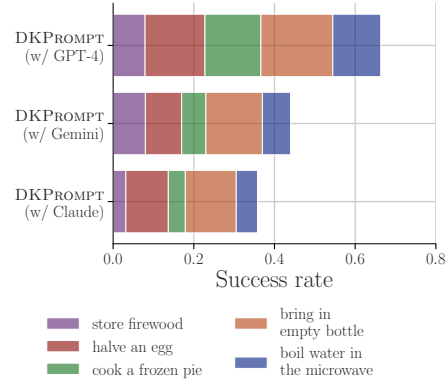 DKPROMPT
(w/ GPT-4)
DKPROMPT
(w/ Gemini)
DKPROMPT
(w/ Claude)
0.0 0.2 0.4 0.6 0.8
Success rate
store firewood
halve an egg
cook a frozen pie
bring in
empty bottle
boil water in
the microwave